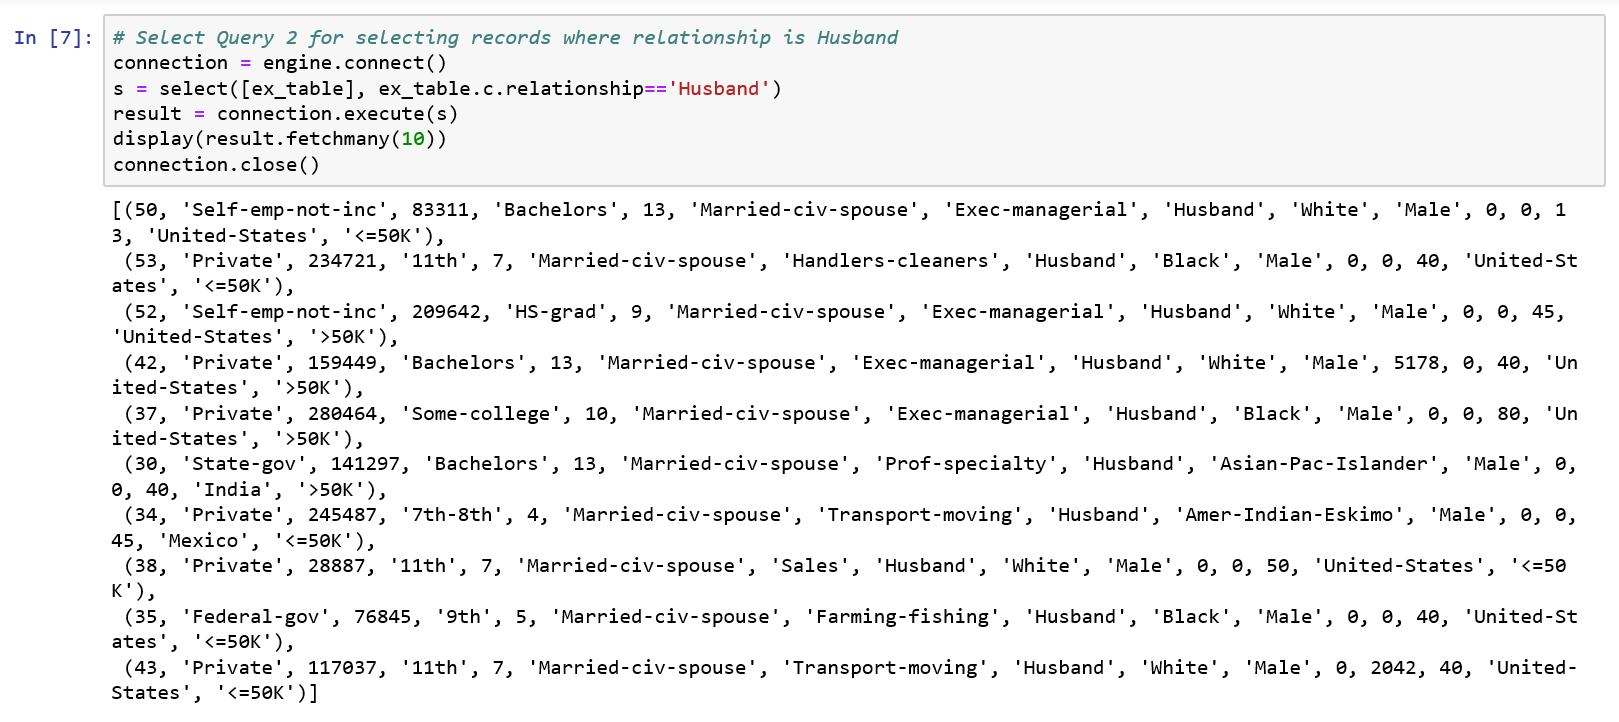 In [7]: # Select Query 2 for selecting records where relationship is Husband
connection = engine.connect()
s = select([ex_table], ex_table.c.relationship=='Husband')
result = connection.execute(s)
display(result.fetchmany(10))
connection.close()
[(50, 'Self-emp-not-inc', 83311, 'Bachelors', 13, 'Married-civ-spouse', 'Exec-managerial', 'Husband', 'White', 'Male', 0, 0, 1
3, 'United-States', '<=50K'),
(53, 'Private', 234721, '11th', 7, 'Married-civ-spouse', 'Handlers-cleaners', 'Husband', 'Black', 'Male', 0, 0, 40, 'United-St
ates', '<=50K'),
(52, 'Self-emp-not-inc', 209642, 'HS-grad', 9, 'Married-civ-spouse', 'Exec-managerial', 'Husband', 'White', 'Male', 0, 0, 45,
'United-States', '>50K'),
(42, 'Private', 159449, 'Bachelors', 13, 'Married-civ-spouse', 'Exec-managerial', 'Husband', 'White', 'Male', 5178, 0, 40, 'Un
ited-States', '>50K'),
(37, 'Private', 280464, 'Some-college', 10, 'Married-civ-spouse', 'Exec-managerial', 'Husband', 'Black', 'Male', 0, 0, 80, 'Un
ited-States', '>50K'),
(30, 'State-gov', 141297, 'Bachelors', 13, 'Married-civ-spouse', 'Prof-specialty', 'Husband', 'Asian-Pac-Islander', 'Male', 0,
0, 40, 'India', '>50K'),
(34, 'Private', 245487, '7th-8th', 4, 'Married-civ-spouse', 'Transport-moving', 'Husband', 'Amer-Indian-Eskimo', 'Male', 0, 0,
45, 'Mexico', '<=50K'),
(38, 'Private', 28887, '11th', 7, 'Married-civ-spouse', 'Sales', 'Husband', 'White', 'Male', 0, 0, 50, 'United-States', '<=50
K'),
(35, 'Federal-gov', 76845, '9th', 5, 'Married-civ-spouse', 'Farming-fishing', 'Husband', 'Black', 'Male', 0, 0, 40, 'United-St
ates', '<=50K'),
(43, 'Private', 117037, '11th', 7, 'Married-civ-spouse', 'Transport-moving', 'Husband', 'White', 'Male', 0, 2042, 40, 'United-
States', '<=50K')]